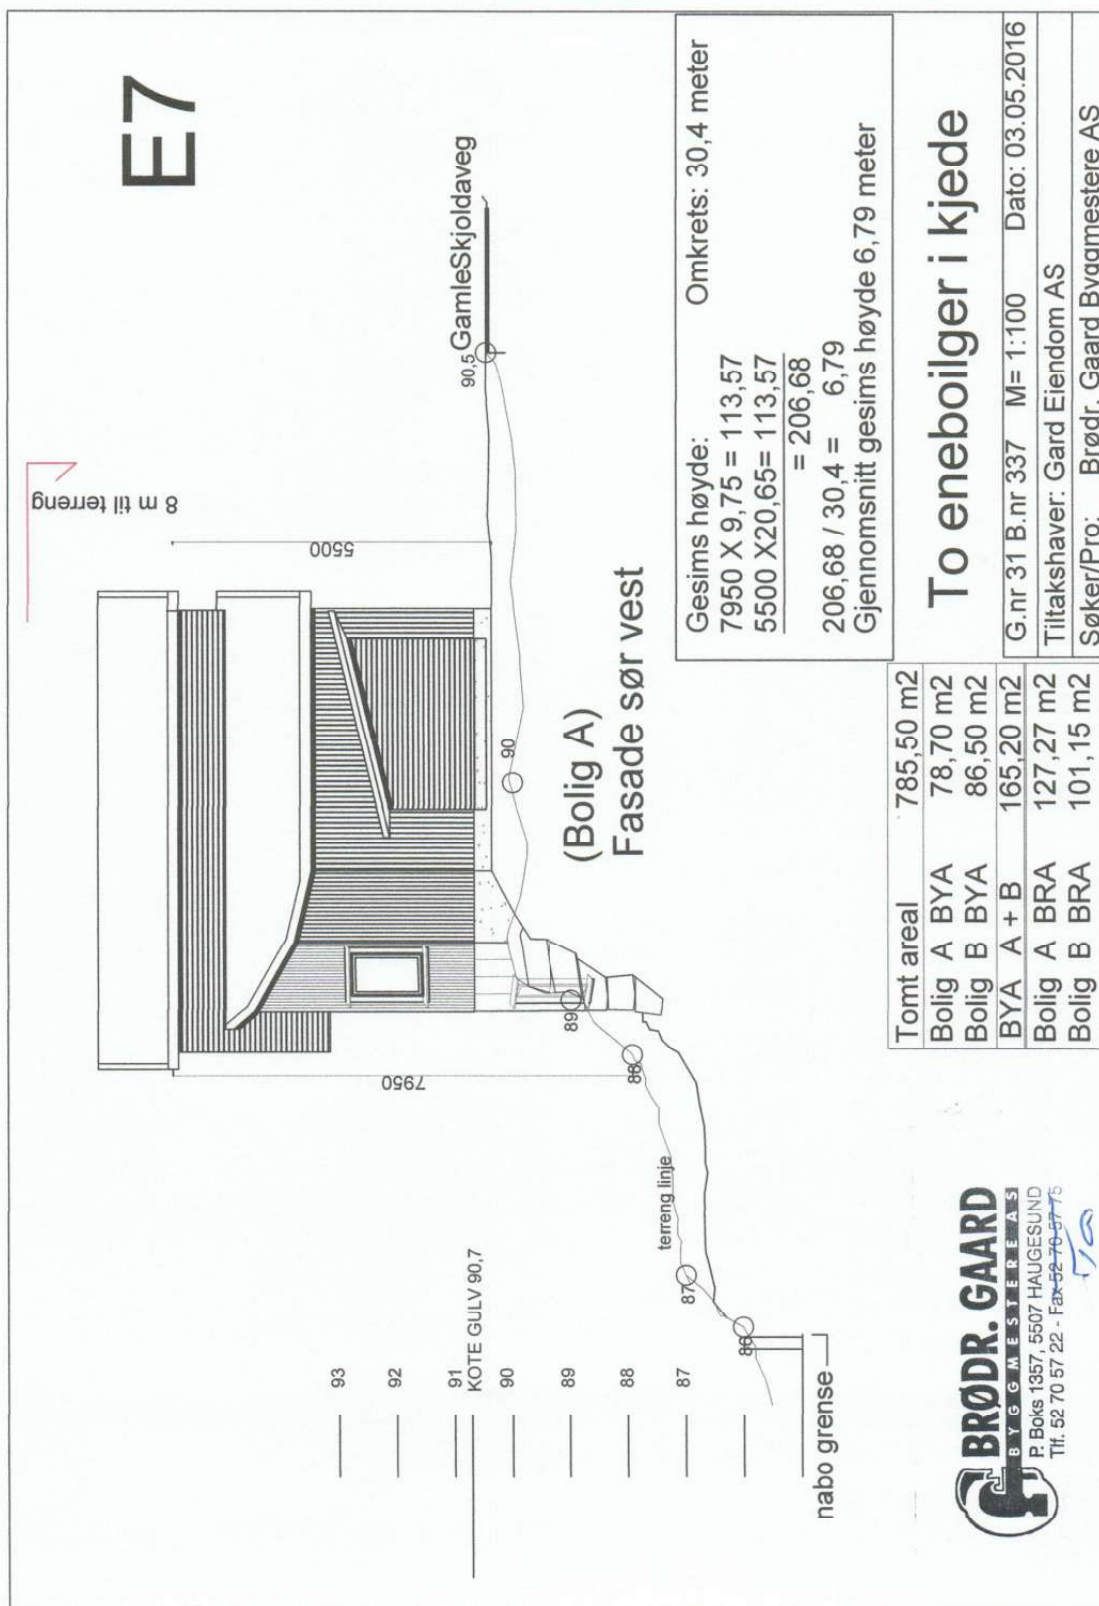 E7
8 m til terreng
5500
7950
90,5
GamleSkjoldaveg
90
89
88
87
86
terreng linje
93
92
91
KOTE GULV 90,7
90
89
88
87
nabo grense
(Bolig A)
Fasade sør vest
Gesims høyde: Omkrets: 30,4 meter
7950 X 9,75 = 113,57
5500 X20,65= 113,57
= 206,68
206,68 / 30,4 = 6,79
Gjennomsnitt gesims høyde 6,79 meter
Tomt areal 785,50 m2
Bolig A BYA 78,70 m2
Bolig B BYA 86,50 m2
BYA A + B 165,20 m2
Bolig A BRA 127,27 m2
Bolig B BRA 101,15 m2
To eneboilger i kjede
G.nr 31 B.nr 337 M= 1:100 Dato: 03.05.2016
Tiltakshaver: Gard Eiendom AS
Søker/Pro: Brødr. Gaard Byggmestere AS
BRØDR. GAARD
BYGGMESTERE AS
P. Boks 1357, 5507 HAUGESUND
Tlf. 52 70 57 22 - Fax 52 70 57 75